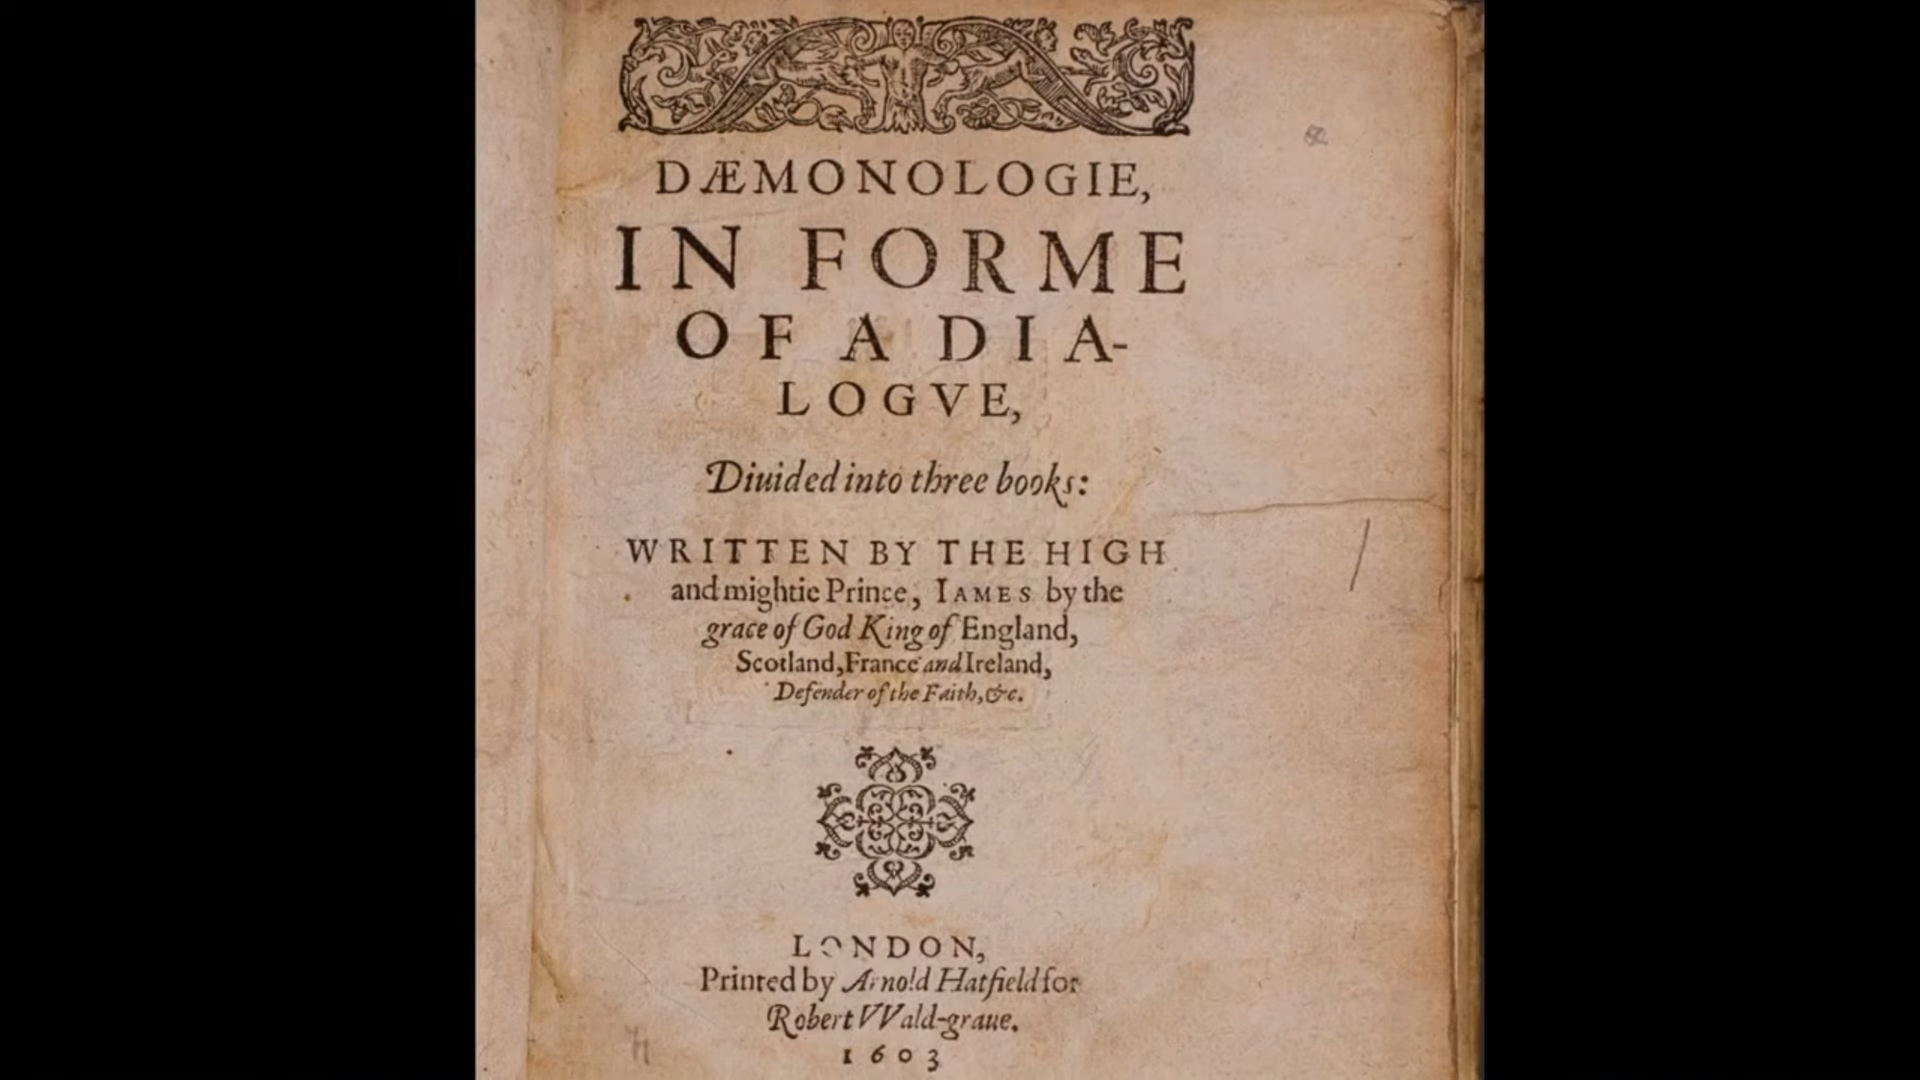 DÆMONOLOGIE,
IN FORME
OF A DIA-
LOGVE,
Diuided into three books:
WRITTEN BY THE HIGH
and mightie Prince, IAMES by the
grace of God King of England,
Scotland, France and Ireland,
Defender of the Faith, &c.
LONDON,
Printed by Arnold Hatfield for
Robert VVald-graue.
1603